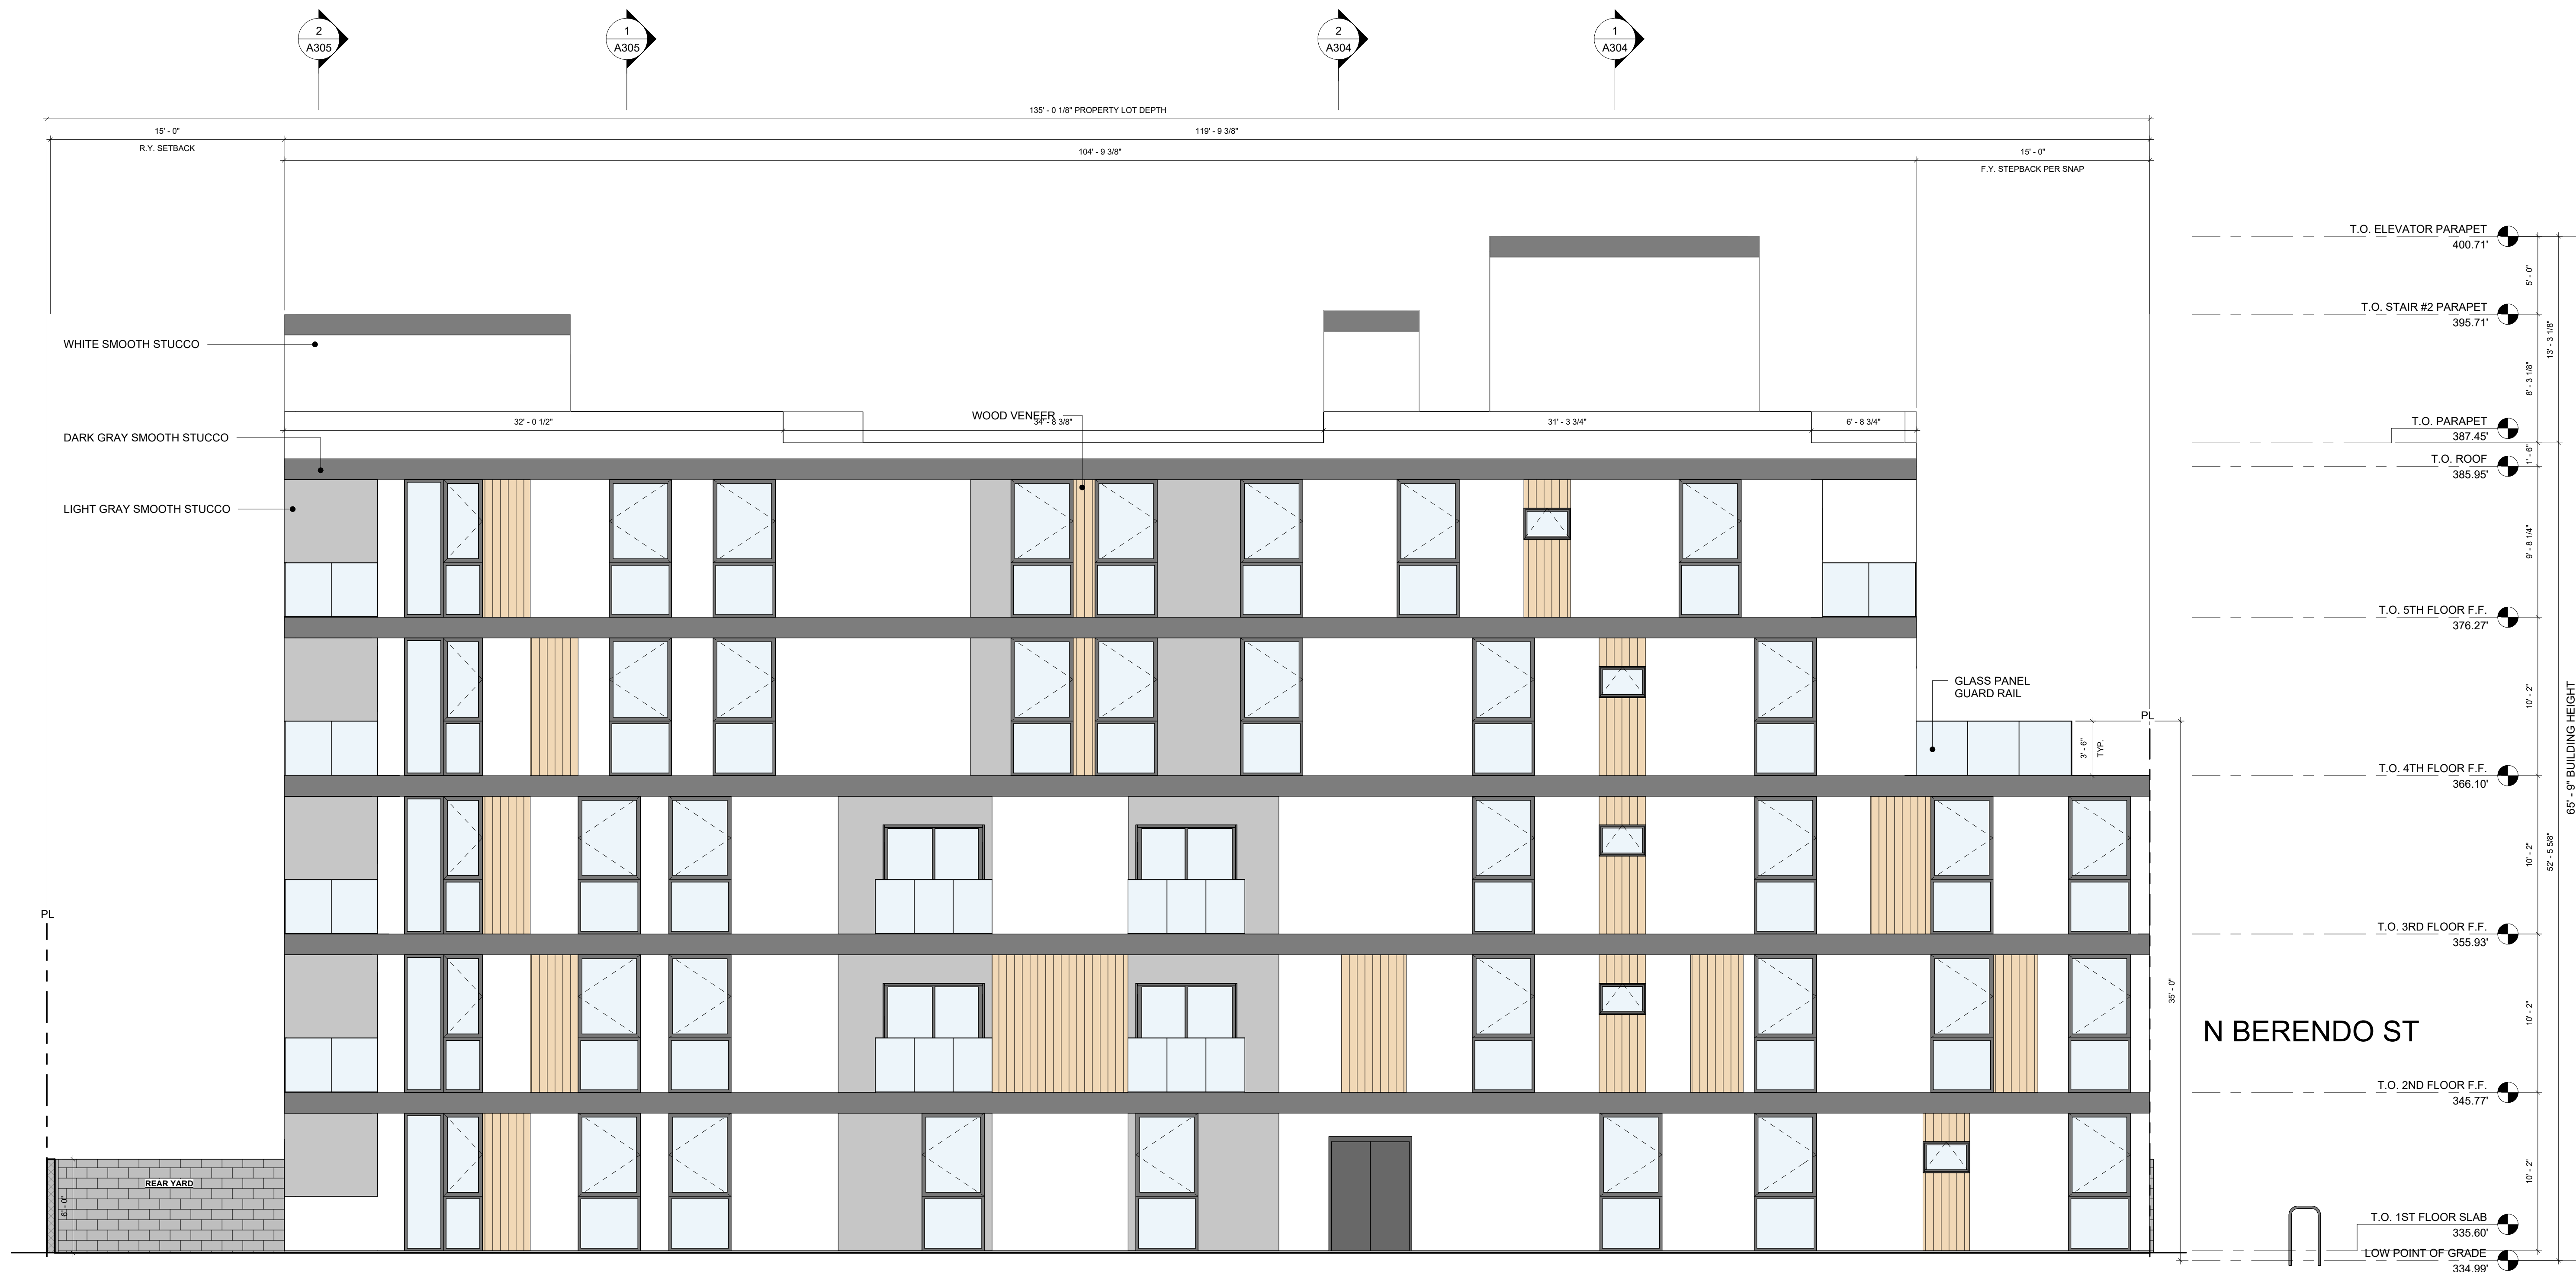 2
A305
1
A305
2
A304
1
A304
135' - 0 1/8" PROPERTY LOT DEPTH
15' - 0"
R.Y. SETBACK
119' - 9 3/8"
104' - 9 3/8"
15' - 0"
F.Y. STEPBACK PER SNAP
T.O. ELEVATOR PARAPET
400.71'
5' - 0"
T.O. STAIR #2 PARAPET
395.71'
13' - 3 1/8"
8' - 3 1/8"
WHITE SMOOTH STUCCO
WOOD VENEER
32' - 0 1/2"
34' - 8 3/8"
31' - 3 3/4"
6' - 8 3/4"
T.O. PARAPET
387.45'
DARK GRAY SMOOTH STUCCO
1' - 6"
T.O. ROOF
385.95'
LIGHT GRAY SMOOTH STUCCO
9' - 8 1/4"
T.O. 5TH FLOOR F.F.
376.27'
GLASS PANEL
GUARD RAIL
10' - 2"
PL
3' - 6"
TYP.
65' - 9" BUILDING HEIGHT
T.O. 4TH FLOOR F.F.
366.10'
10' - 2"
52' - 5 5/8"
PL
T.O. 3RD FLOOR F.F.
355.93'
35' - 0"
10' - 2"
N BERENDO ST
T.O. 2ND FLOOR F.F.
345.77'
10' - 2"
REAR YARD
6' - 0"
T.O. 1ST FLOOR SLAB
335.60'
LOW POINT OF GRADE
334.99'